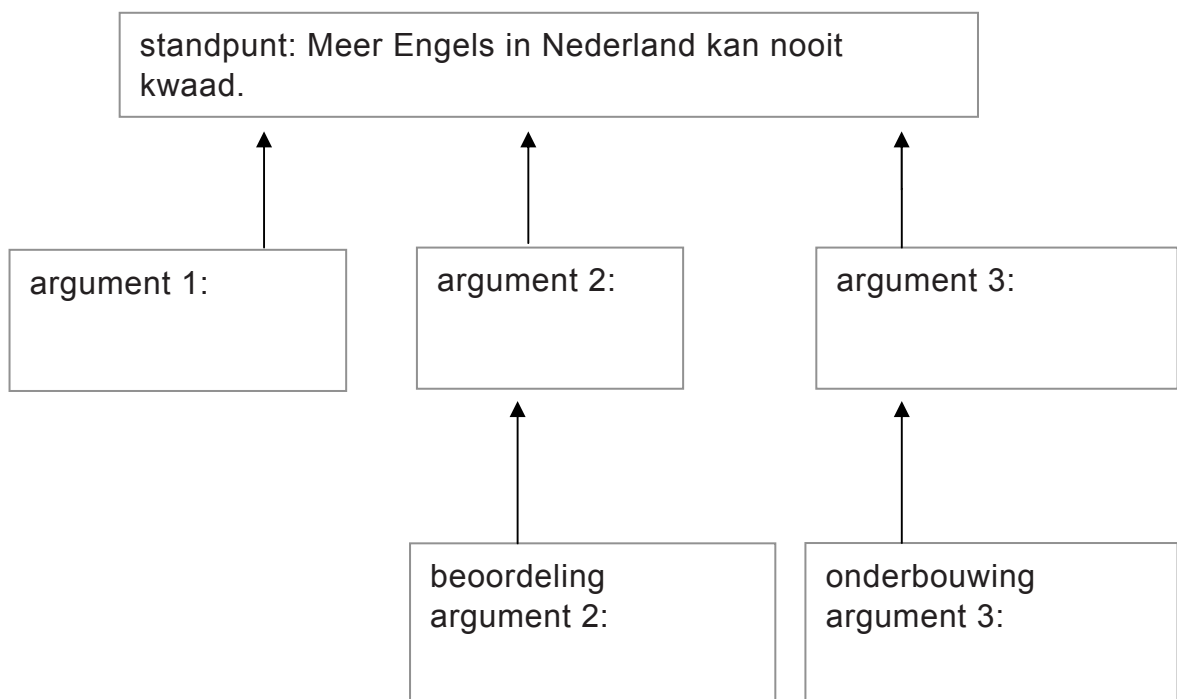 standpunt: Meer Engels in Nederland kan nooit
kwaad.
argument 1:
argument 2:
argument 3:
beoordeling
argument 2:
onderbouwing
argument 3: